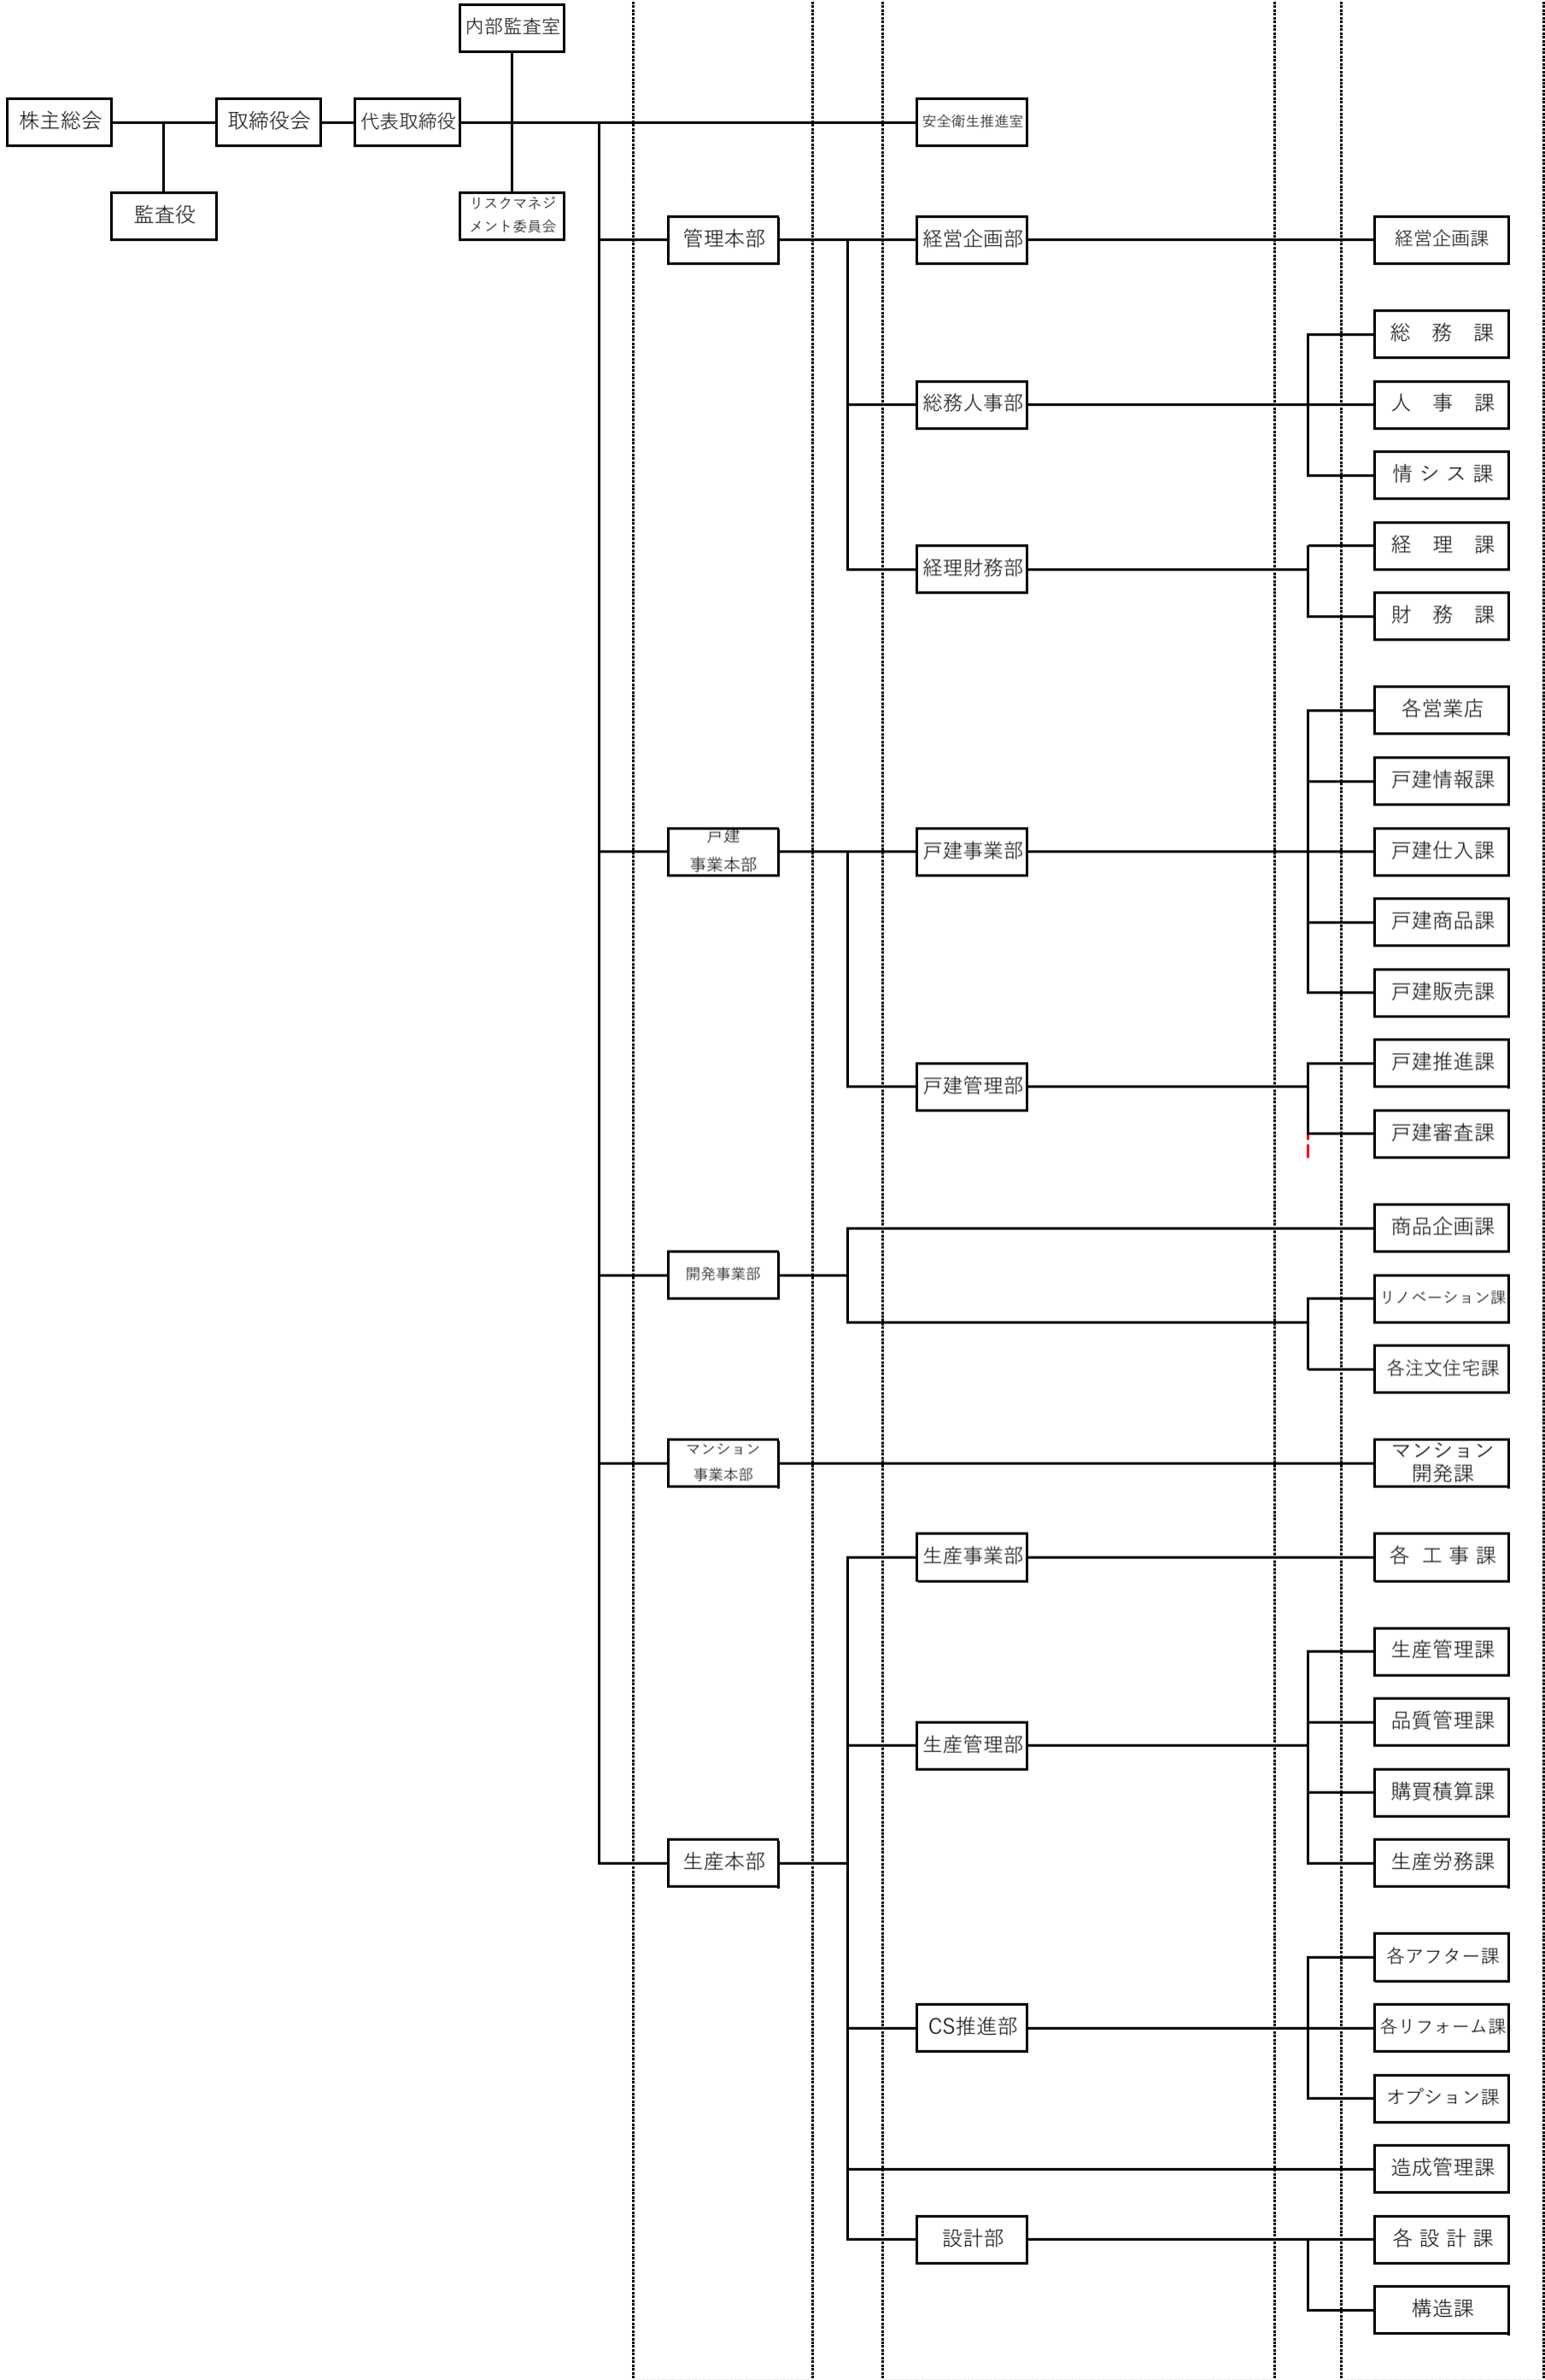 内部監査室
株主総会
取締役会
代表取締役
安全衛生推進室
監査役
リスクマネジ
メント委員会
管理本部
経営企画部
経営企画課
総　務　課
総務人事部
人　事　課
情 シ ス 課
経　理　課
経理財務部
財　務　課
各営業店
戸建情報課
戸建
事業本部
戸建事業部
戸建仕入課
戸建商品課
戸建販売課
戸建推進課
戸建管理部
戸建審査課
商品企画課
開発事業部
リノベーション課
各注文住宅課
マンション
事業本部
マンション
開発課
生産事業部
各 工 事 課
生産管理課
品質管理課
生産管理部
購買積算課
生産本部
生産労務課
各アフター課
CS推進部
各リフォーム課
オプション課
造成管理課
設計部
各 設 計 課
構造課